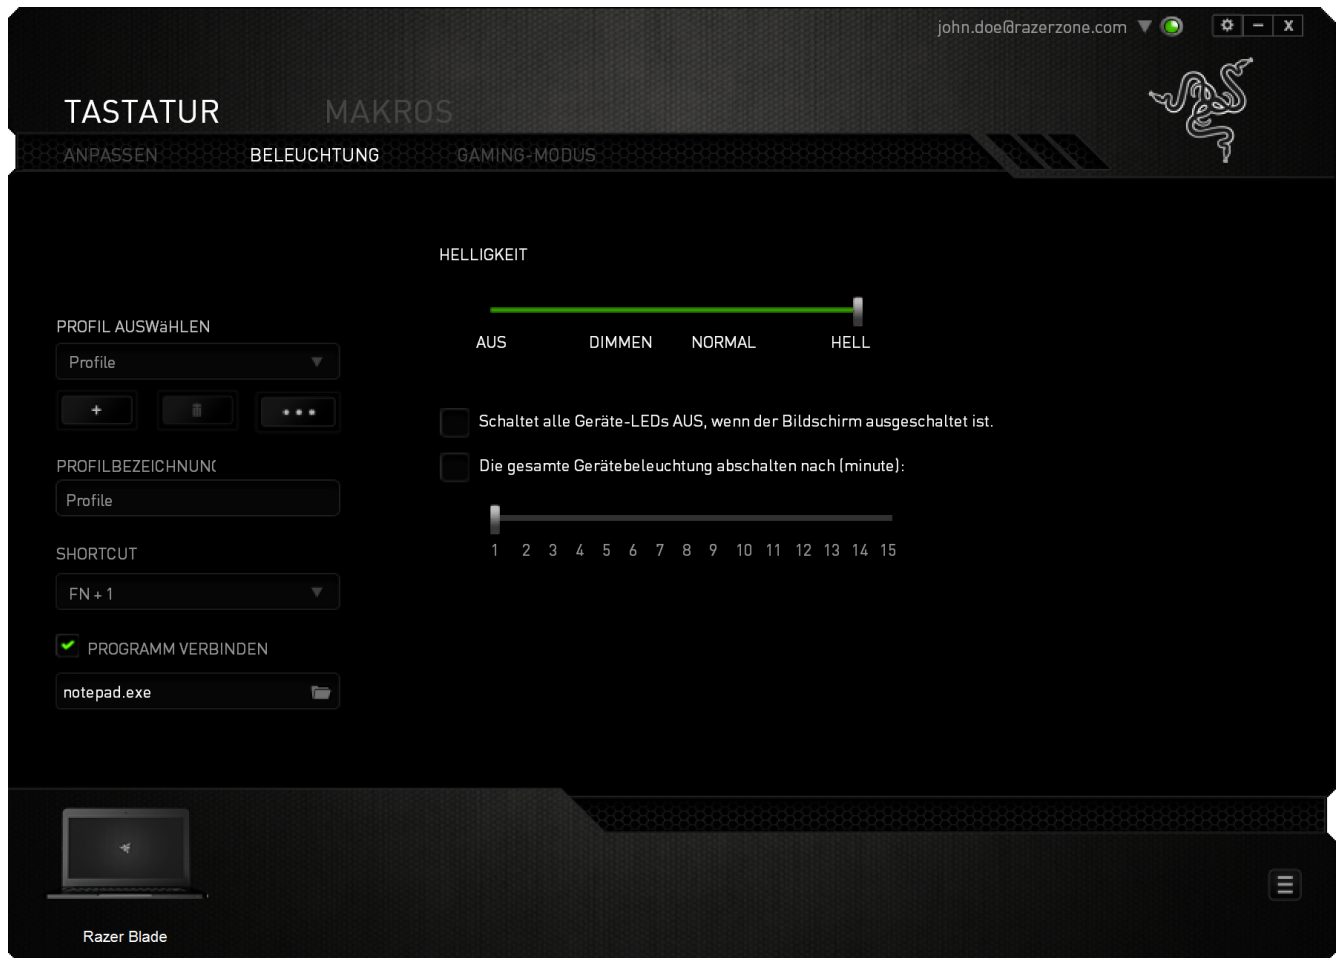 john.doe@razerzone.com
X
TASTATUR MAKROS
ANPASSEN BELEUCHTUNG GAMING-MODUS
HELLIGKEIT
AUS DIMMEN NORMAL HELL
PROFIL AUSWäHLEN
Profile
+
PROFILBEZEICHNUN
Profile
SHORTCUT
FN + 1
PROGRAMM VERBINDEN
notepad.exe
Schaltet alle Geräte-LEDs AUS, wenn der Bildschirm ausgeschaltet ist.
Die gesamte Gerätebeleuchtung abschalten nach (minute):
1 2 3 4 5 6 7 8 9 10 11 12 13 14 15
Razer Blade